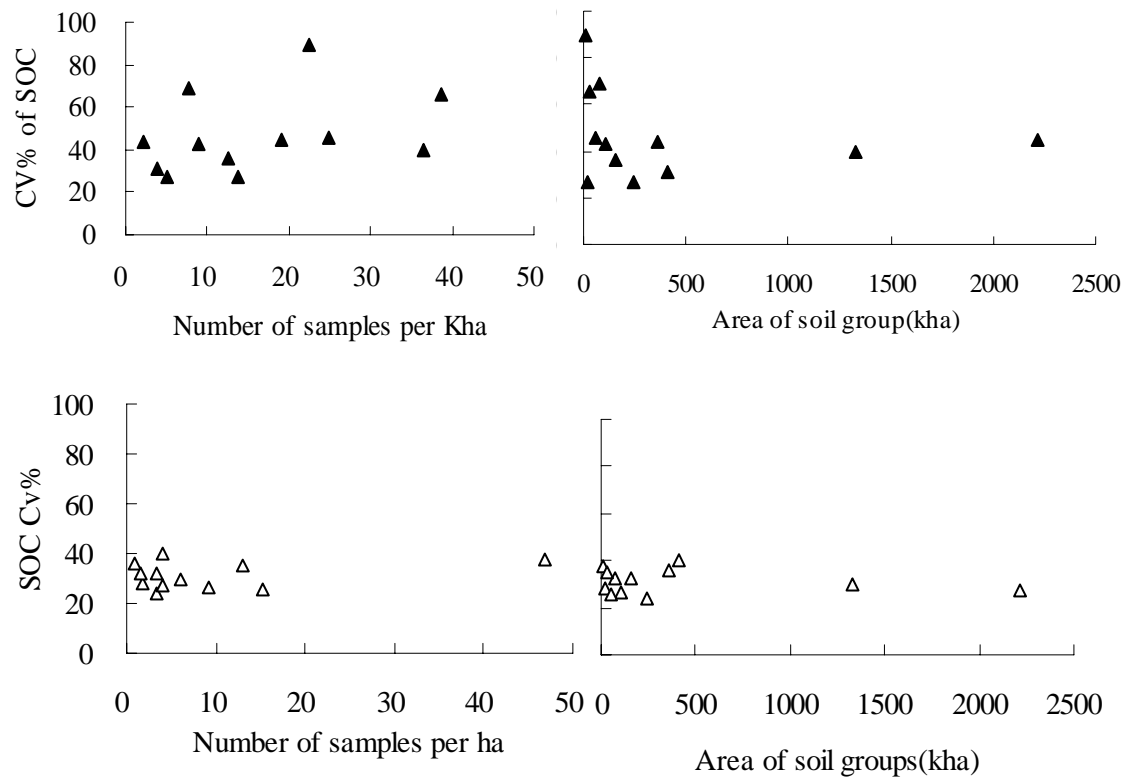 CV% of SOC
100
80
60
40
20
0
0 10 20 30 40 50
Number of samples per Kha
0 500 1000 1500 2000 2500
Area of soil group(kha)
SOC Cv%
100
80
60
40
20
0
0 10 20 30 40 50
Number of samples per ha
0 500 1000 1500 2000 2500
Area of soil groups(kha)